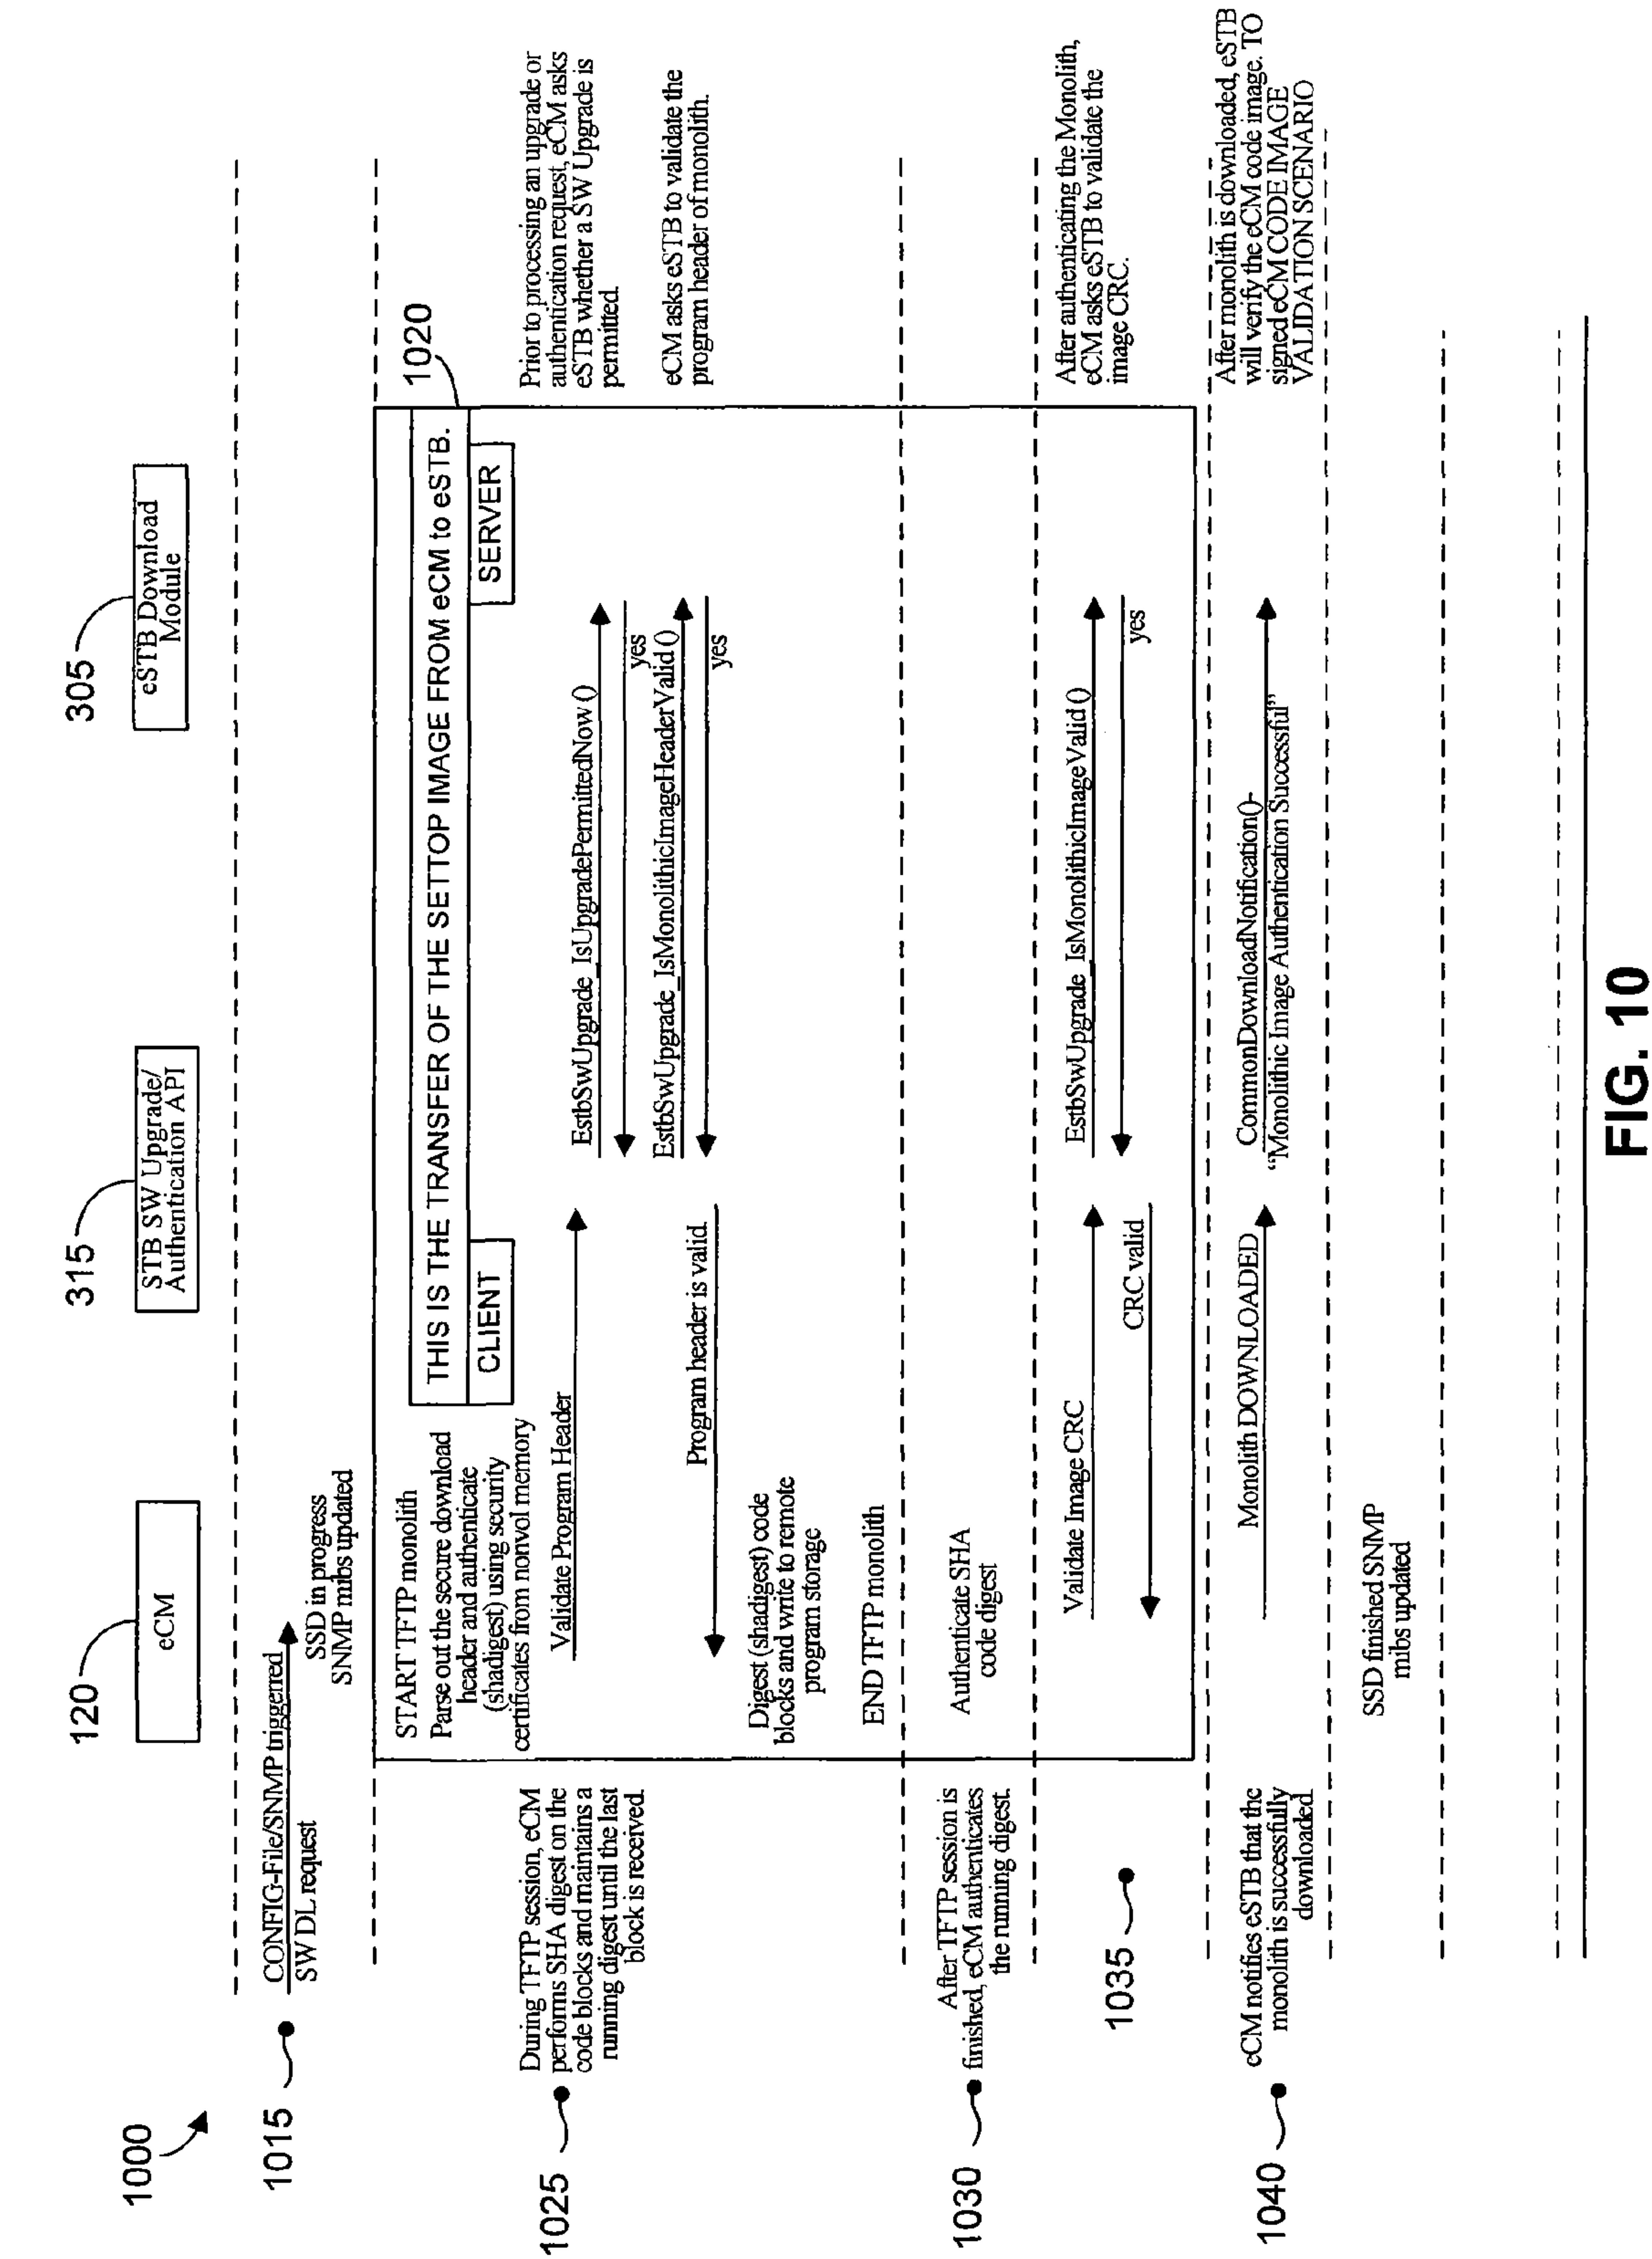 1000
120
eCM
315
STB SW Upgrade/
Authentication API
305
eSTB Download
Module
1015
CONFIG-File/SNMP triggered
SW DL request
SSD in progress
SNMP mibs updated
1020
THIS IS THE TRANSFER OF THE SETTOP IMAGE FROM eCM to eSTB.
CLIENT
SERVER
START TFTP monolith
Parse out the secure download
header and authenticate
(shadigest) using security
certificates from nonvol memory
1025
During TFTP session, eCM
performs SHA digest on the
code blocks and maintains a
running digest until the last
block is received.
Validate Program Header
EstbSwUpgrade_IsUpgradePermittedNow()
yes
EstbSwUpgrade_IsMonolithicImageHeaderValid()
yes
Program header is valid
Prior to processing an upgrade or
authentication request, eCM asks
eSTB whether a SW Upgrade is
permitted.
eCM asks eSTB to validate the
program header of monolith.
Digest (shadigest) code
blocks and write to remote
program storage
END TFTP monolith
1030
After TFTP session is
finished, eCM authenticates
the running digest.
Authenticate SHA
code digest
1035
Validate Image CRC
EstbSwUpgrade_IsMonolithicImageValid()
yes
CRC valid
After authenticating the Monolith,
eCM asks eSTB to validate the
image CRC.
1040
eCM notifies eSTB that the
monolith is successfully
downloaded.
Monolith DOWNLOADED
CommonDownloadNotification()-
“Monolithic Image Authentication Successful”
After monolith is downloaded, eSTB
will verify the eCM code image. TO
signed eCM CODE IMAGE
VALIDATION SCENARIO
SSD finished SNMP
mibs updated
FIG. 10